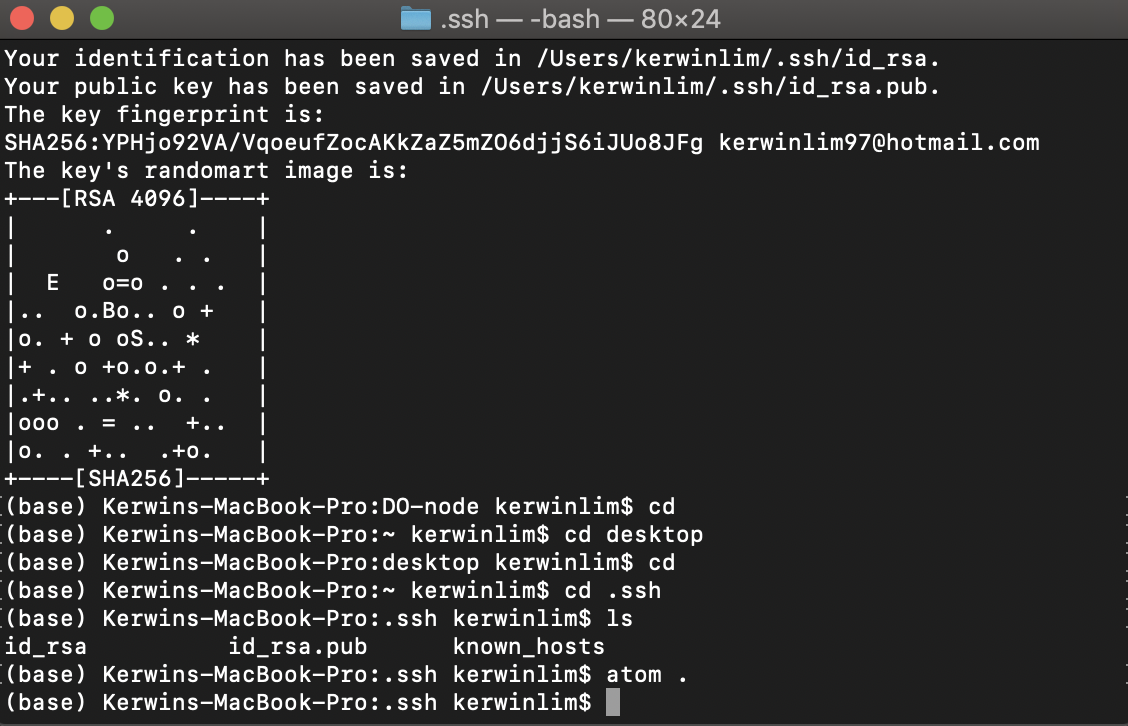 .ssh — -bash — 80×24
Your identification has been saved in /Users/kerwinlim/.ssh/id_rsa.
Your public key has been saved in /Users/kerwinlim/.ssh/id_rsa.pub.
The key fingerprint is:
SHA256:YPHjo92VA/VqoeufZocAKkZaZ5mZO6djjS6iJUo8JFg kerwinlim97@hotmail.com
The key's randomart image is:
+---[RSA 4096]----+
|      .     .    |
|       o   . .   |
|  E   o=o . . .  |
|..  o.Bo.. o +   |
|o. + o oS.. *    |
|+ . o +o.o.+ .   |
|.+.. ..*. o. .   |
|ooo . = ..  +..  |
|o. . +..  .+o.   |
+----[SHA256]-----+
(base) Kerwins-MacBook-Pro:DO-node kerwinlim$ cd
(base) Kerwins-MacBook-Pro:~ kerwinlim$ cd desktop
(base) Kerwins-MacBook-Pro:desktop kerwinlim$ cd
(base) Kerwins-MacBook-Pro:~ kerwinlim$ cd .ssh
(base) Kerwins-MacBook-Pro:.ssh kerwinlim$ ls
id_rsa          id_rsa.pub      known_hosts
(base) Kerwins-MacBook-Pro:.ssh kerwinlim$ atom .
(base) Kerwins-MacBook-Pro:.ssh kerwinlim$